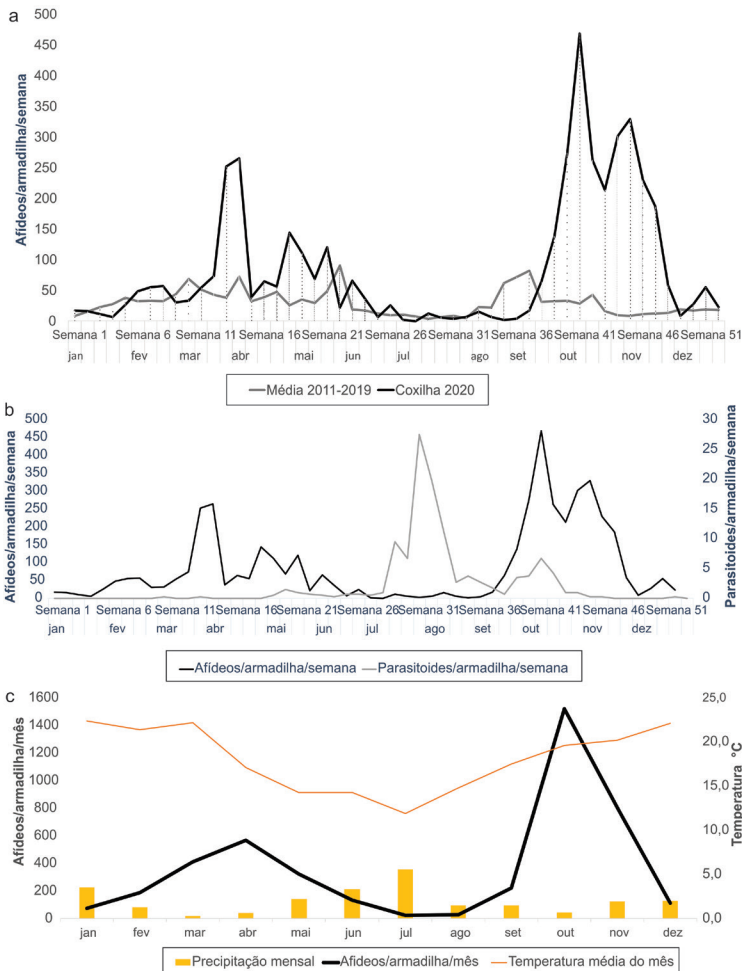 a
500
450
400
350
300
250
200
150
100
50
0
Afídeos/armadilha/semana
Semana 1 Semana 6 Semana 11 Semana 16 Semana 21 Semana 26 Semana 31 Semana 36 Semana 41 Semana 46 Semana 51
jan fev mar abr mai jun jul ago set out nov dez
Média 2011-2019 Coxilha 2020
b
500 30
450
400 25
350
300 20
250 15
200
150 10
100 5
50
0 0
Afídeos/armadilha/semana
Parasitoides/armadilha/semana
Semana 1 Semana 6 Semana 11 Semana 16 Semana 21 Semana 26 Semana 31 Semana 36 Semana 41 Semana 46 Semana 51
jan fev mar abr mai jun jul ago set out nov dez
Afídeos/armadilha/semana Parasitoides/armadilha/semana
c
1600 25,0
1400
1200 20,0
1000 15,0
800
600 10,0
400 5,0
200
0 0,0
Afídeos/armadilha/mês
Temperatura °C
jan fev mar abr mai jun jul ago set out nov dez
Precipitação mensal Afídeos/armadilha/mês Temperatura média do mês